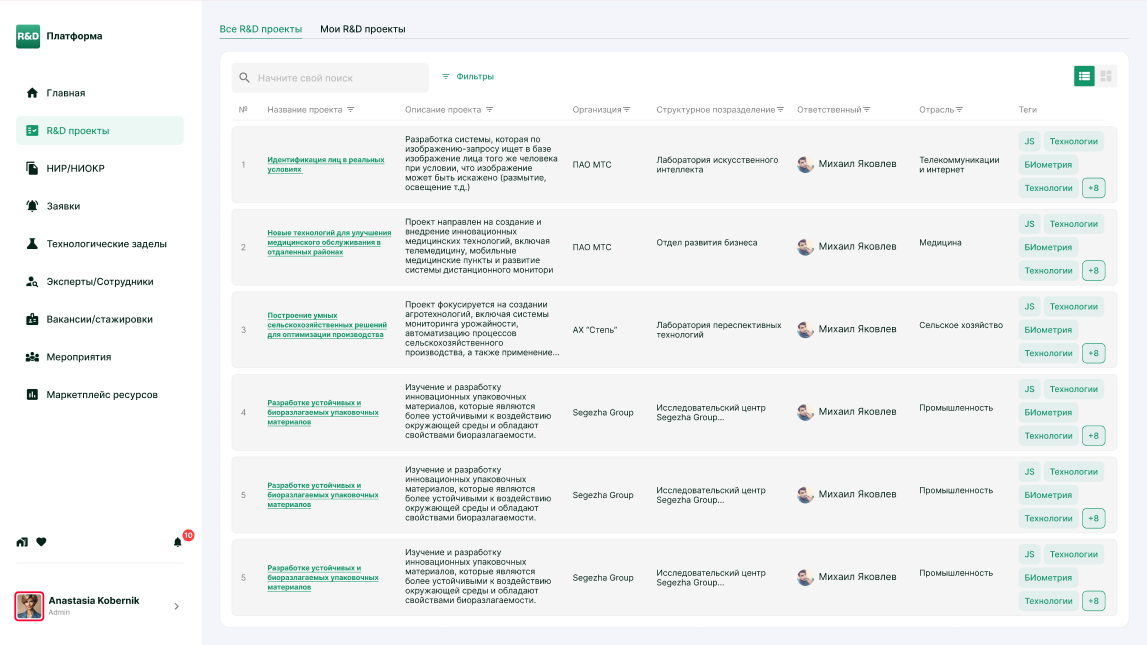 R&D Платформа
Главная
R&D проекты
НИР/НИОКР
Заявки
Технологические заделы
Эксперты/Сотрудники
Вакансии/стажировки
Мероприятия
Маркетплейс ресурсов
10
Anastasia Kobernik
Admin
Все R&D проекты Мои R&D проекты
Начните свой поиск Фильтры
№ Название проекта Описание проекта Организация Структурное подразделение Ответственный Отрасль Теги
1
Идентификация лиц в реальных
условиях
Разработка системы, которая по
изображению-запросу ищет в базе
изображение лица того же человека
при условии, что изображение
может быть искажено (размытие,
освещение т.д.)
ПАО МТС
Лаборатория искусственного
интеллекта
Михаил Яковлев
Телекоммуникации
и интернет
JS Технологии
БИометрия
Технологии +8
2
Новые технологий для улучшения
медицинского обслуживания в
отдаленных районах
Проект направлен на создание и
внедрение инновационных
медицинских технологий, включая
телемедицину, мобильные
медицинские пункты и развитие
системы дистанционного монитори
ПАО МТС
Отдел развития бизнеса
Михаил Яковлев
Медицина
JS Технологии
БИометрия
Технологии +8
3
Построение умных
сельскохозяйственных решений
для оптимизации производства
Проект фокусируется на создании
агротехнологий, включая системы
мониторинга урожайности,
автоматизацию процессов
сельскохозяйственного
производства, а также применение...
АХ "Степь"
Лаборатория переспективных
технологий
Михаил Яковлев
Сельское хозяйство
JS Технологии
БИометрия
Технологии +8
4
Разработке устойчивых и
биоразлагаемых упаковочных
материалов
Изучение и разработку
инновационных упаковочных
материалов, которые являются
более устойчивыми к воздействию
окружающей среды и обладают
свойствами биоразлагаемости.
Segezha Group
Исследовательский центр
Segezha Group...
Михаил Яковлев
Промышленность
JS Технологии
БИометрия
Технологии +8
5
Разработке устойчивых и
биоразлагаемых упаковочных
материалов
Изучение и разработку
инновационных упаковочных
материалов, которые являются
более устойчивыми к воздействию
окружающей среды и обладают
свойствами биоразлагаемости.
Segezha Group
Исследовательский центр
Segezha Group...
Михаил Яковлев
Промышленность
JS Технологии
БИометрия
Технологии +8
5
Разработке устойчивых и
биоразлагаемых упаковочных
материалов
Изучение и разработку
инновационных упаковочных
материалов, которые являются
более устойчивыми к воздействию
окружающей среды и обладают
свойствами биоразлагаемости.
Segezha Group
Исследовательский центр
Segezha Group...
Михаил Яковлев
Промышленность
JS Технологии
БИометрия
Технологии +8